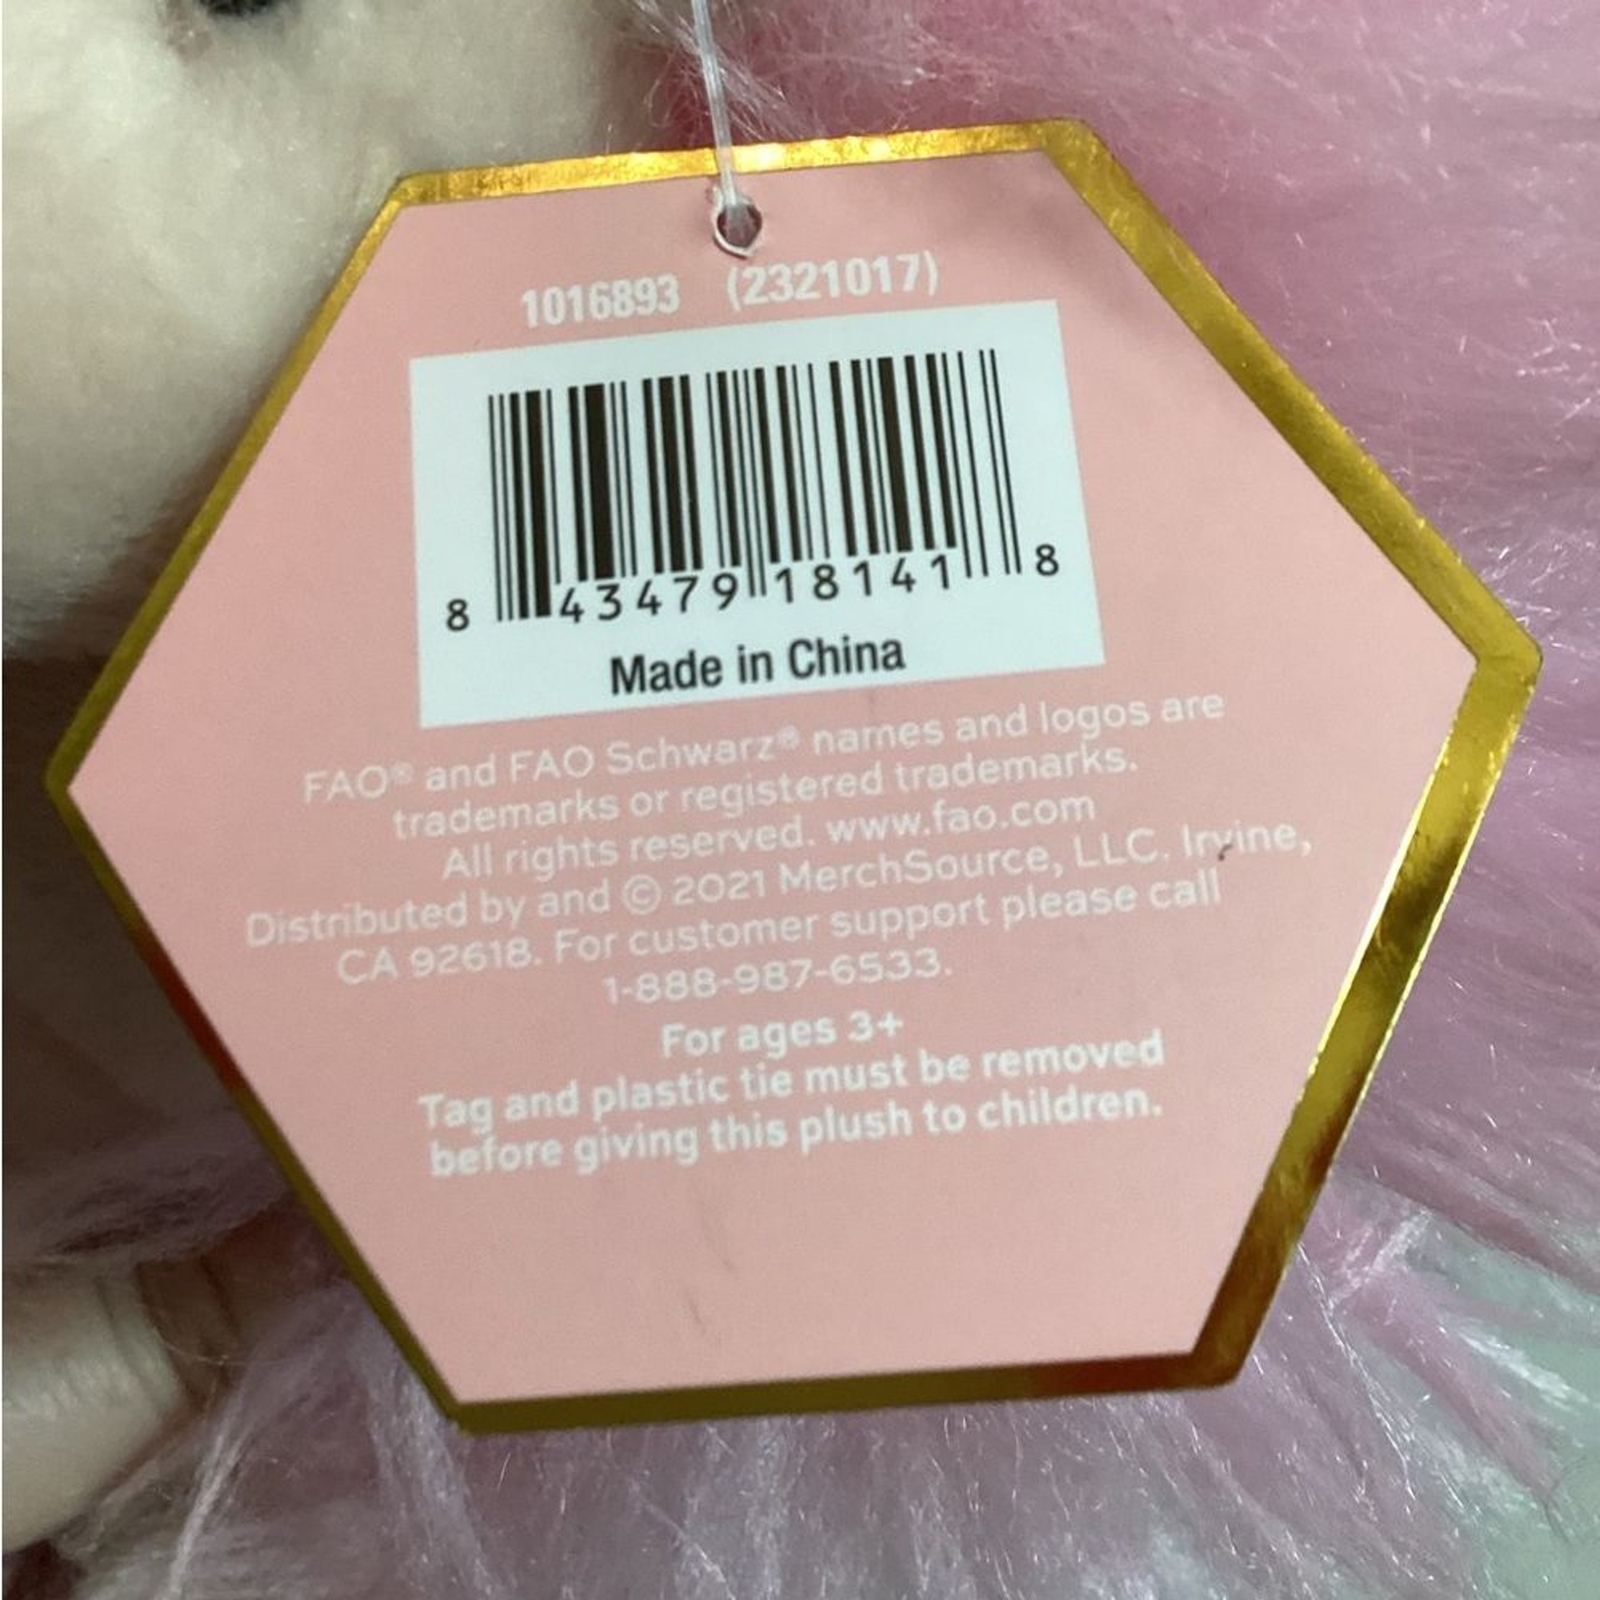 1016893 (2321017)
8 43479 18141 8
Made in China
FAO® and FAO Schwarz® names and logos are
trademarks or registered trademarks.
All rights reserved. www.fao.com
Distributed by and © 2021 MerchSource, LLC. Irvine,
CA 92618. For customer support please call
1-888-987-6533.
For ages 3+
Tag and plastic tie must be removed
before giving this plush to children.